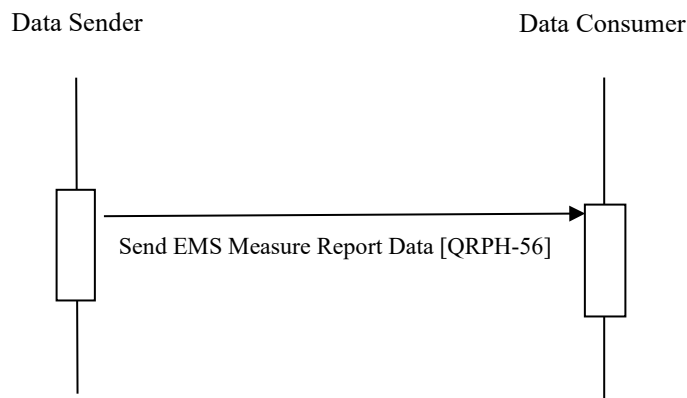 Data Sender
Data Consumer
Send EMS Measure Report Data [QRPH-56]